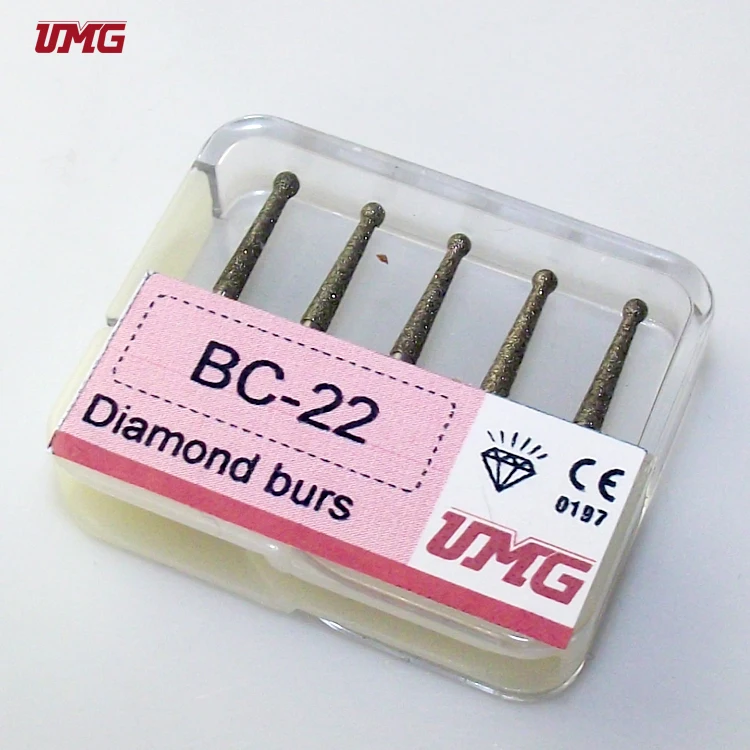 UMG
BC-22
Diamond burs
CE
0197
UMG